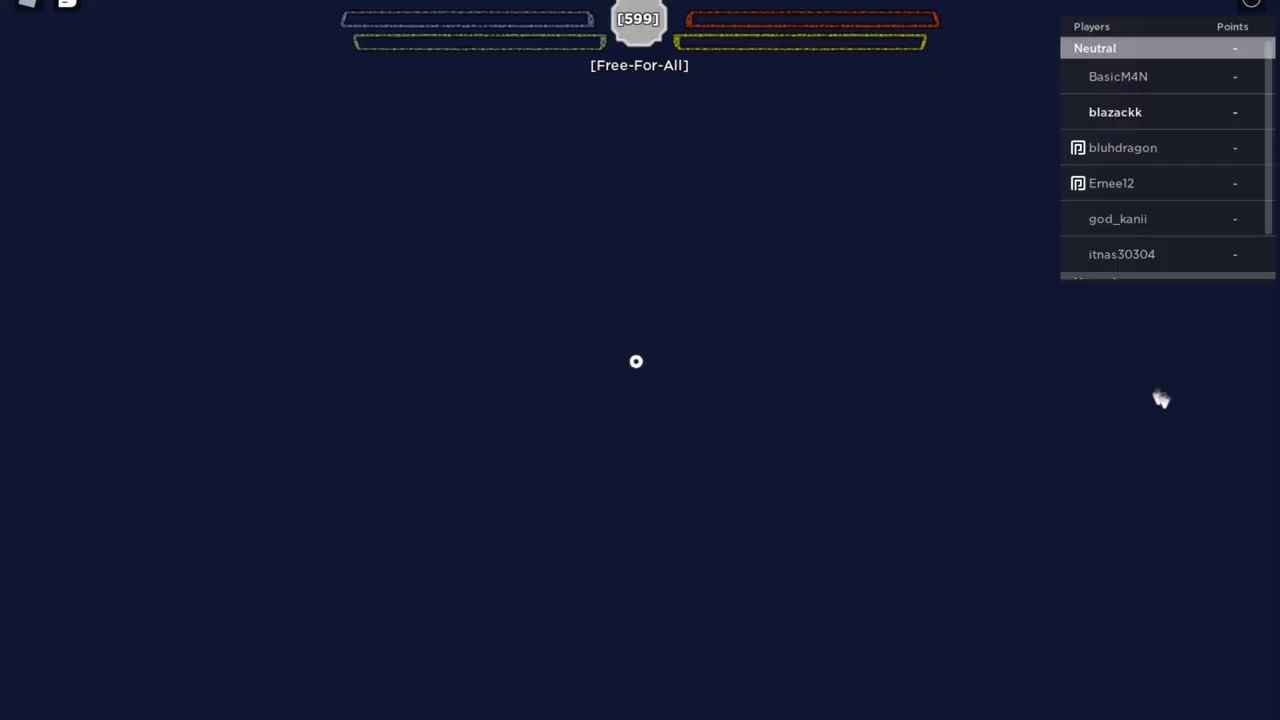 [599]
[Free-For-All]
Players Points
Neutral -
BasicM4N -
blazackk -
bluhdragon -
Ernee12 -
god_kanii -
itnas30304 -